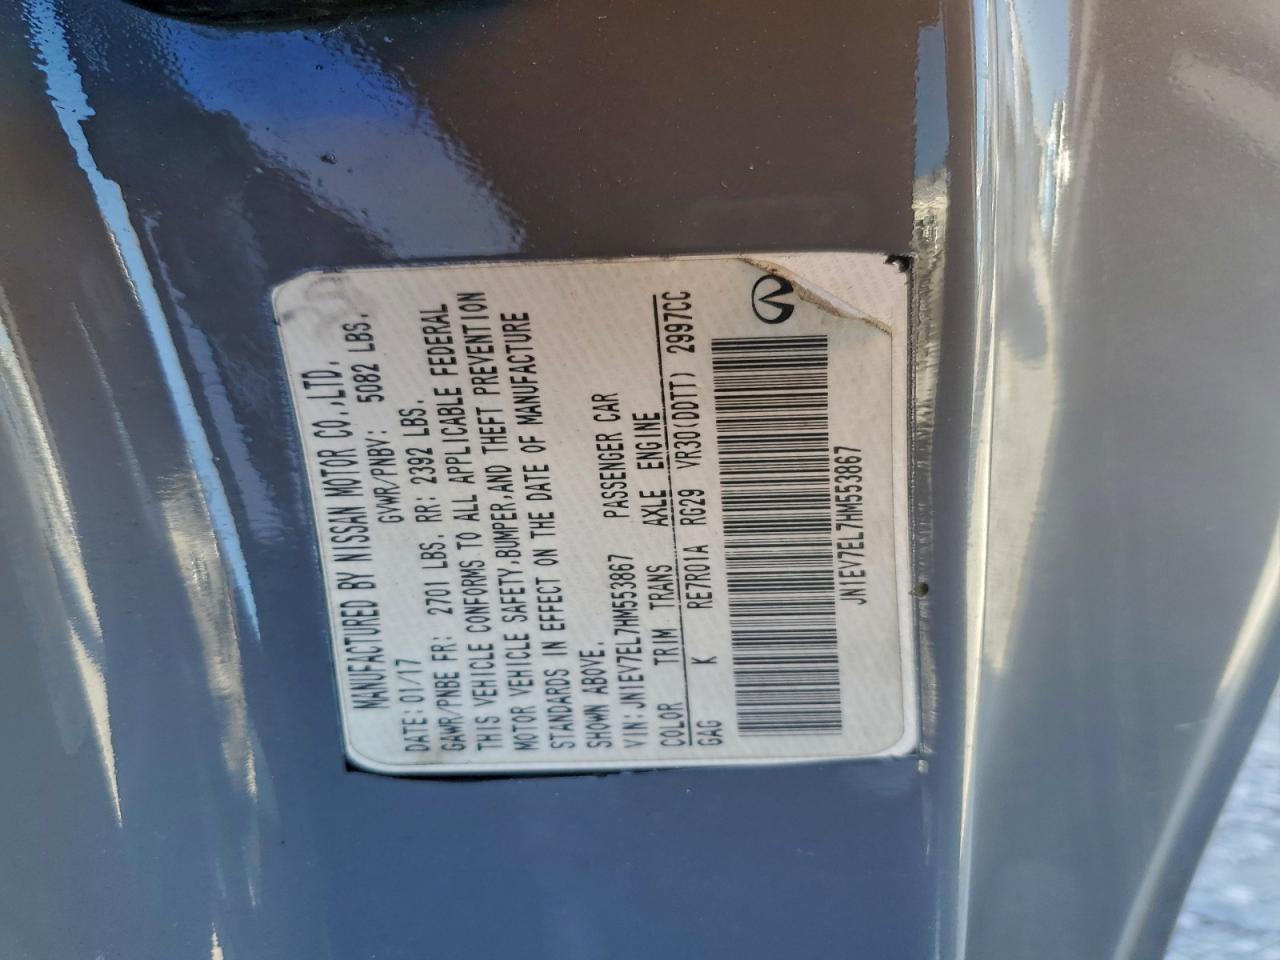 MANUFACTURED BY NISSAN MOTOR CO.,LTD.
DATE: 01/17 GVWR/PNBV: 5082 LBS.
GAWR/PNBE FR: 2701 LBS. RR: 2392 LBS.
THIS VEHICLE CONFORMS TO ALL APPLICABLE FEDERAL
MOTOR VEHICLE SAFETY,BUMPER,AND THEFT PREVENTION
STANDARDS IN EFFECT ON THE DATE OF MANUFACTURE
SHOWN ABOVE.
VIN: JN1EV7EL7HM553867 PASSENGER CAR
COLOR TRIM TRANS AXLE ENGINE
GAG K RE7R01A RG29 VR30(DDTT) 2997CC
JN1EV7EL7HM553867